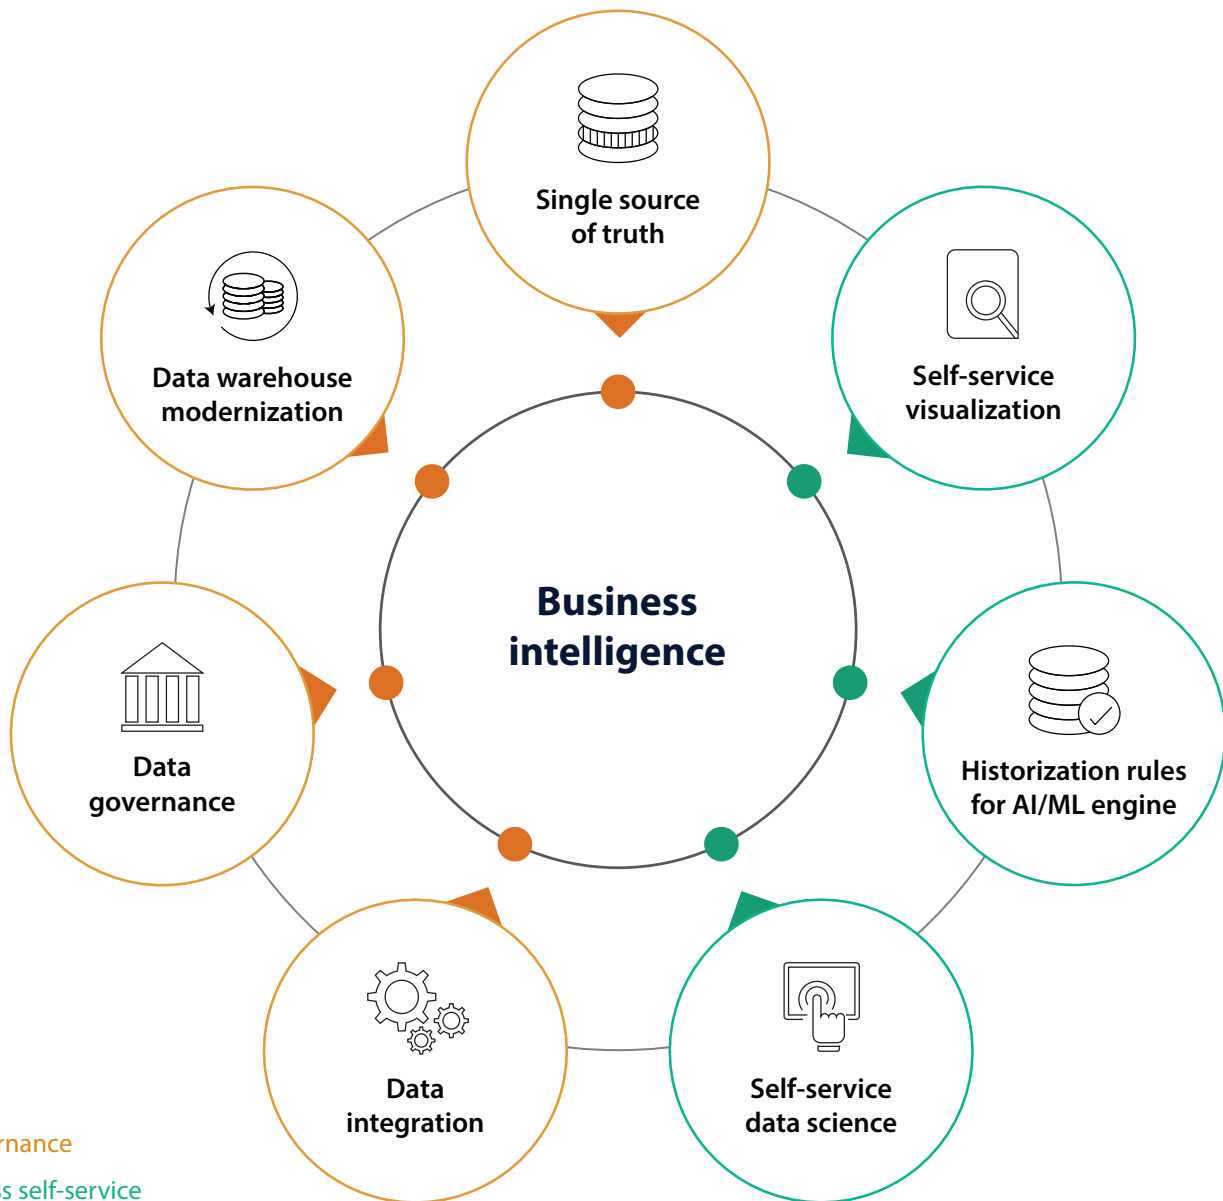 Single source
of truth
Self-service
visualization
Historization rules
for AI/ML engine
Self-service
data science
Data
integration
Data
governance
Data warehouse
modernization
Business
intelligence
self-service